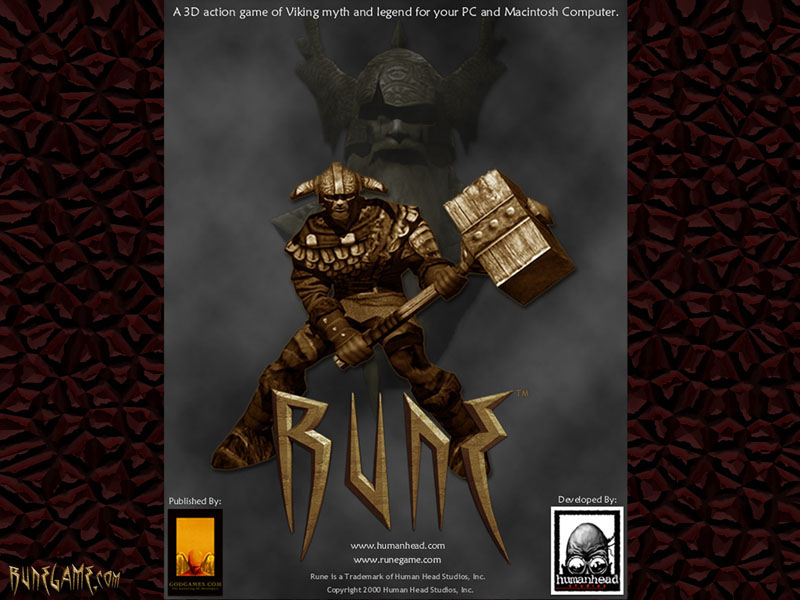 A 3D action game of Viking myth and legend for your PC and Macintosh Computer.
RUNE™
Published By:
GODGAMES.COM
Developed By:
humanhead
studios
www.humanhead.com
www.runegame.com
Rune is a Trademark of Human Head Studios, Inc.
Copyright 2000 Human Head Studios, Inc.
RUNEGAME.COM